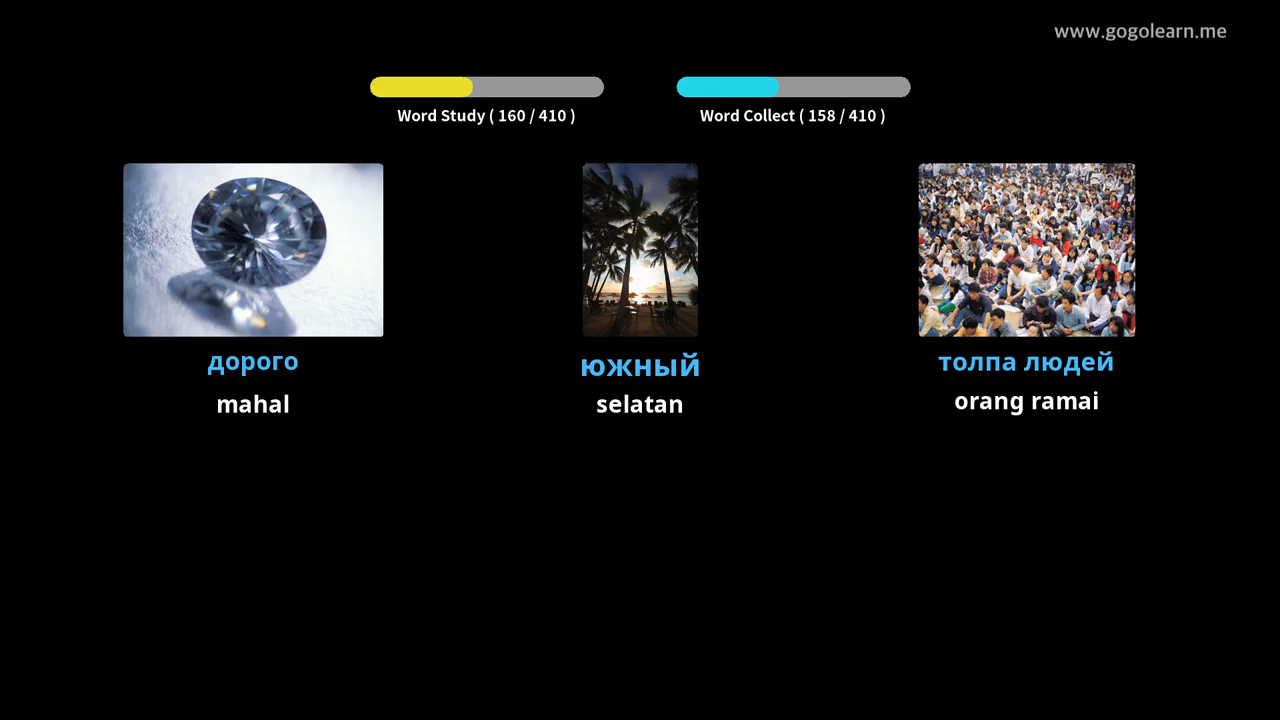 www.gogolearn.me
Word Study ( 160 / 410 )
Word Collect ( 158 / 410 )
дорого
южный
толпа людей
mahal
selatan
orang ramai